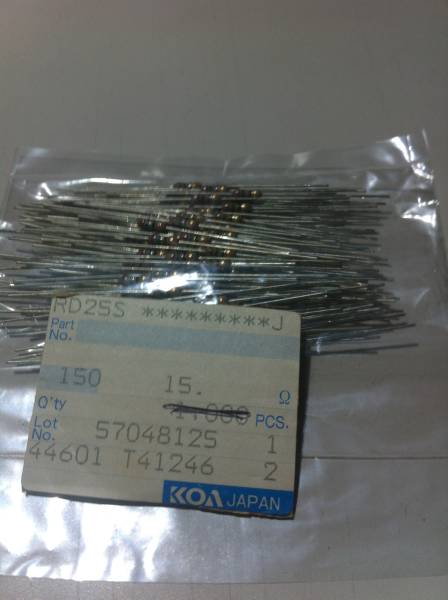 RD25S *********J
Part No.
150 15. Ω
Q'ty 1.000 PCS.
Lot No. 57048125 1
44601 T41246 2
KOA JAPAN